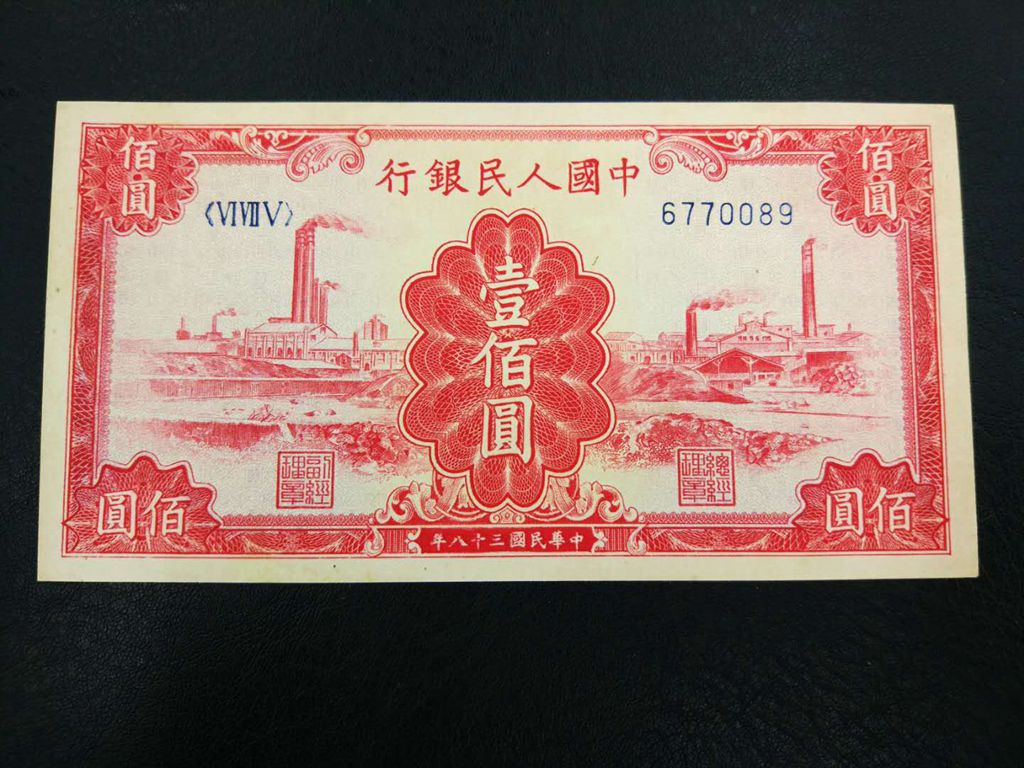 中國人民銀行
佰圓
佰圓
〈VIVIIV〉
6770089
壹佰圓
副經理章
總經理章
佰圓
佰圓
中華民國三十八年